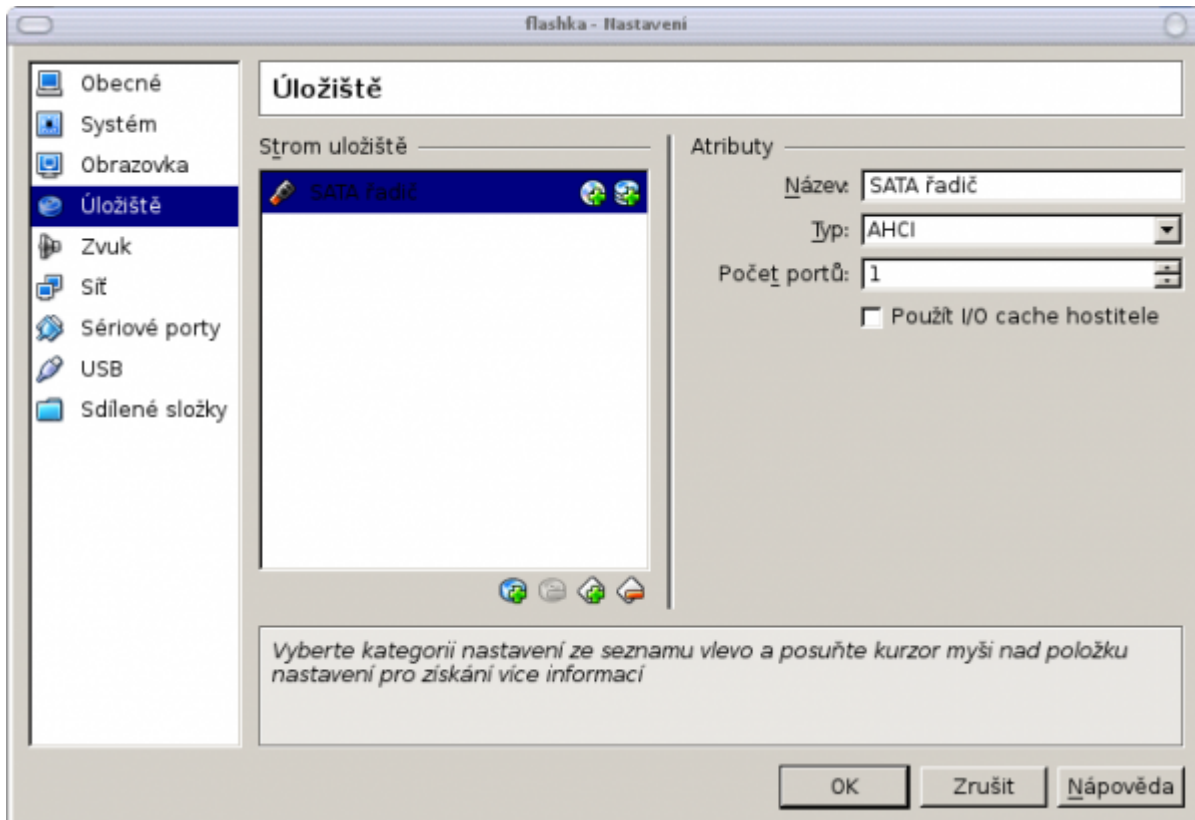 flashka - Nastavení
Obecné
Systém
Obrazovka
Úložiště
Zvuk
Síť
Sériové porty
USB
Sdílené složky
Úložiště
Strom uložiště
SATA řadič
Atributy
Název: SATA řadič
Typ: AHCI
Počet portů: 1
Použít I/O cache hostitele
Vyberte kategorii nastavení ze seznamu vlevo a posuňte kurzor myši nad položku
nastavení pro získání více informací
OK
Zrušit
Nápověda